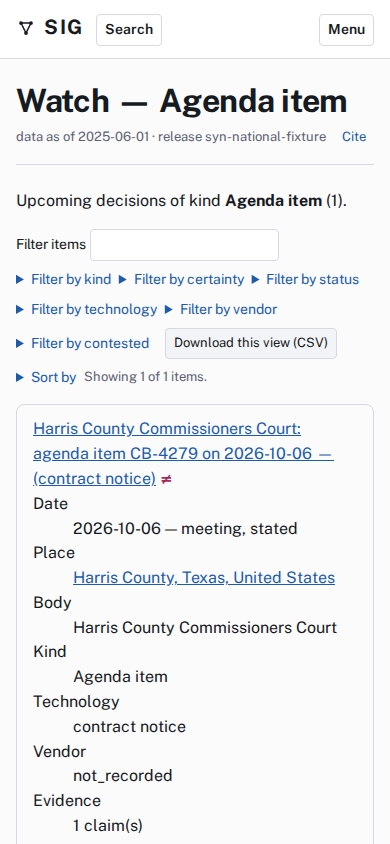 SIG Search Menu
Watch — Agenda item
data as of 2025-06-01 · release syn-national-fixture Cite
Upcoming decisions of kind Agenda item (1).
Filter items
▶ Filter by kind ▶ Filter by certainty ▶ Filter by status
▶ Filter by technology ▶ Filter by vendor
▶ Filter by contested Download this view (CSV)
▶ Sort by Showing 1 of 1 items.
Harris County Commissioners Court:
agenda item CB-4279 on 2026-10-06 —
(contract notice) ≠
Date
2026-10-06 — meeting, stated
Place
Harris County, Texas, United States
Body
Harris County Commissioners Court
Kind
Agenda item
Technology
contract notice
Vendor
not_recorded
Evidence
1 claim(s)